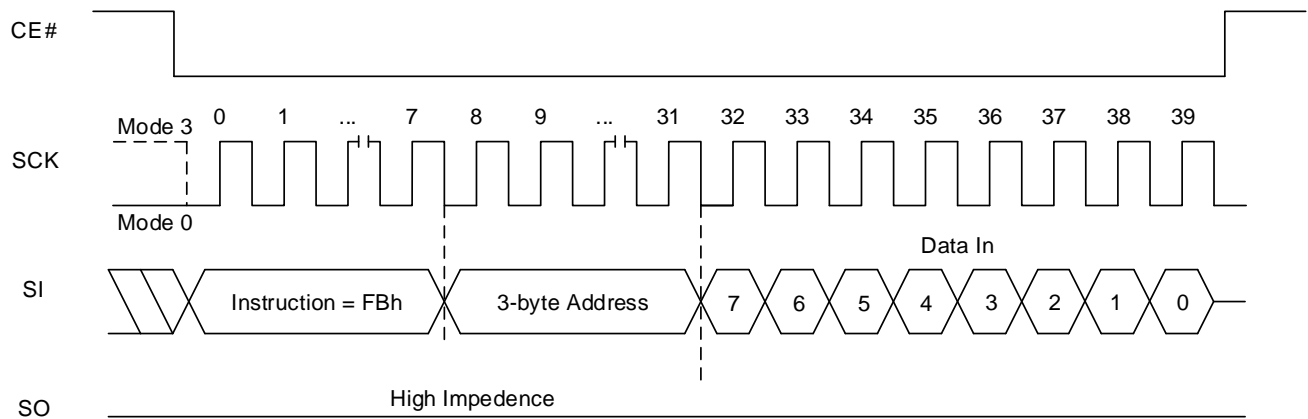 CE#
0 1 ... 7 8 9 ... 31 32 33 34 35 36 37 38 39
Mode 3
SCK
Mode 0
Data In
SI
Instruction = FBh 3-byte Address 7 6 5 4 3 2 1 0
High Impedence
SO